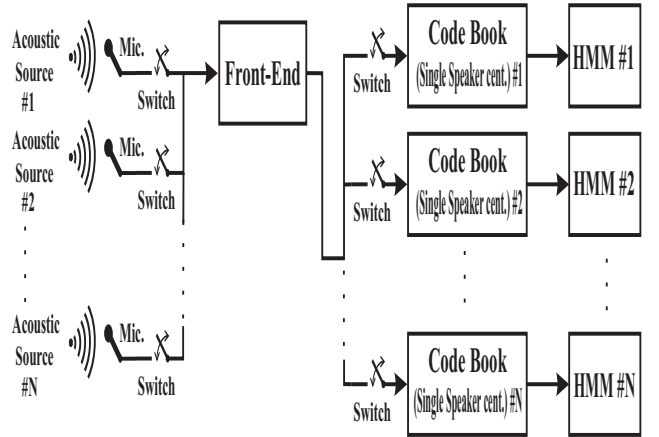 Acoustic
Source
#1
Mic.
Switch
Front-End
Switch
Code Book
(Single Speaker cent.) #1
HMM #1
Acoustic
Source
#2
Mic.
Switch
Switch
Code Book
(Single Speaker cent.) #2
HMM #2
Acoustic
Source
#N
Mic.
Switch
Switch
Code Book
(Single Speaker cent.) #N
HMM #N